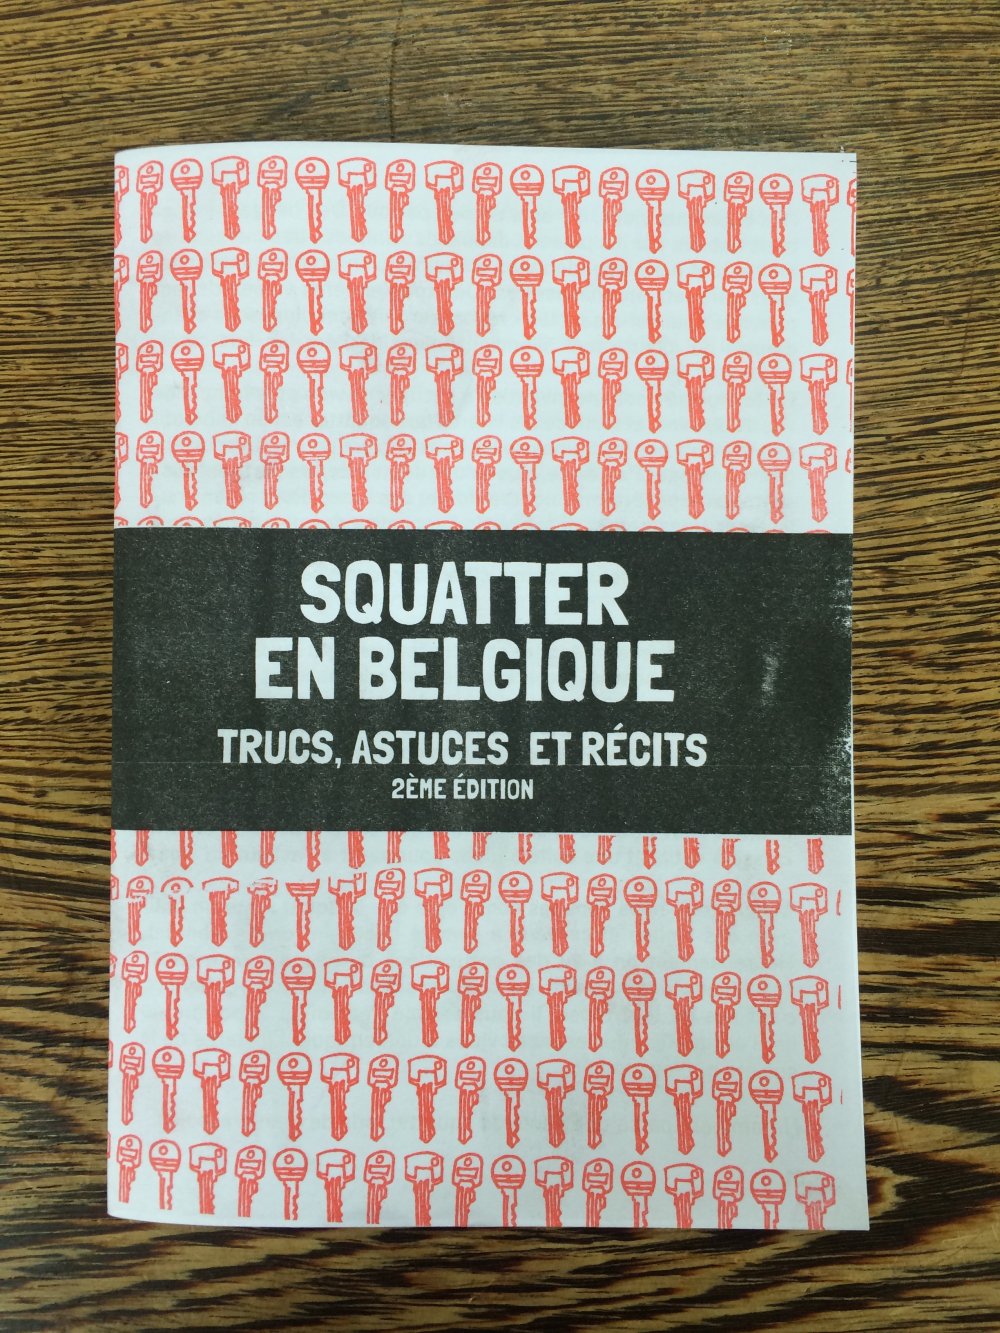 SQUATTER
EN BELGIQUE
TRUCS, ASTUCES ET RÉCITS
2ÈME ÉDITION